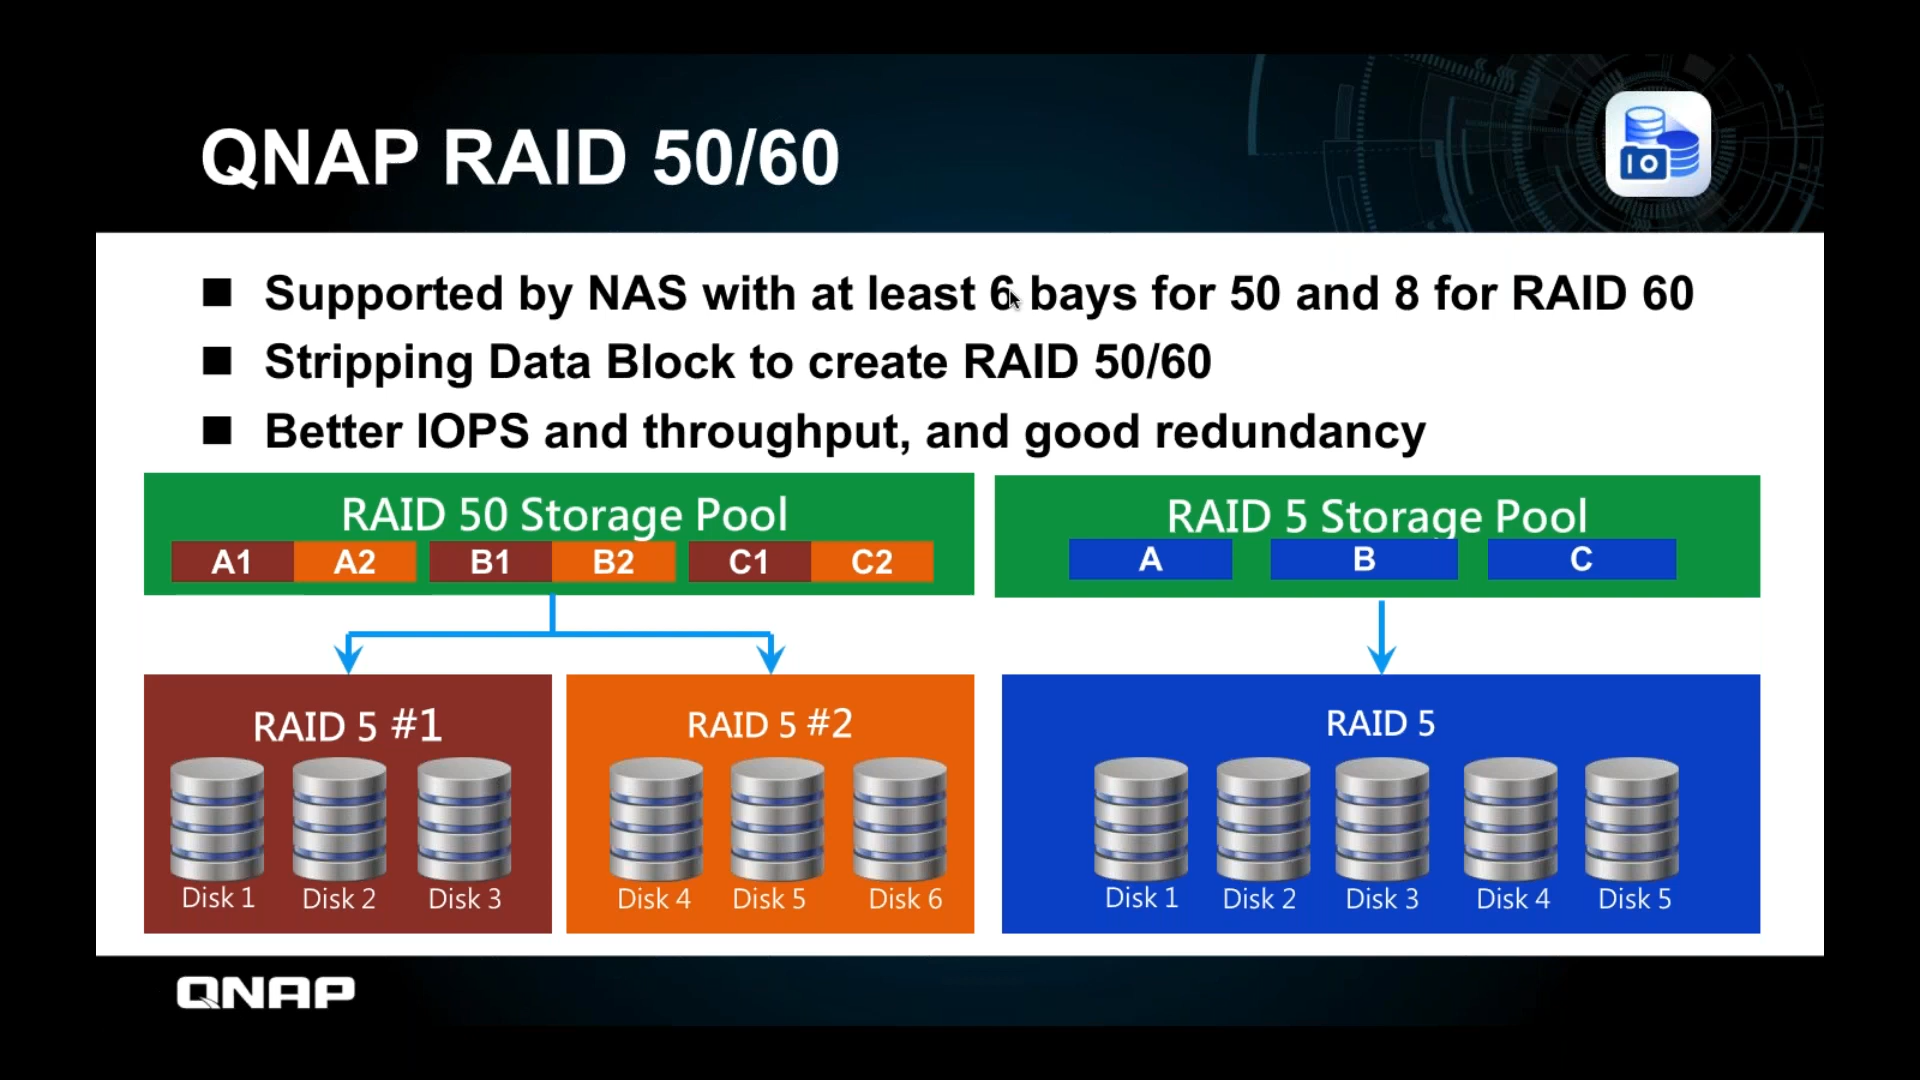 QNAP RAID 50/60
IO
■ Supported by NAS with at least 6 bays for 50 and 8 for RAID 60
■ Stripping Data Block to create RAID 50/60
■ Better IOPS and throughput, and good redundancy
RAID 50 Storage Pool
A1 A2 B1 B2 C1 C2
RAID 5 Storage Pool
A B C
RAID 5 #1
Disk 1 Disk 2 Disk 3
RAID 5 #2
Disk 4 Disk 5 Disk 6
RAID 5
Disk 1 Disk 2 Disk 3 Disk 4 Disk 5
QNAP